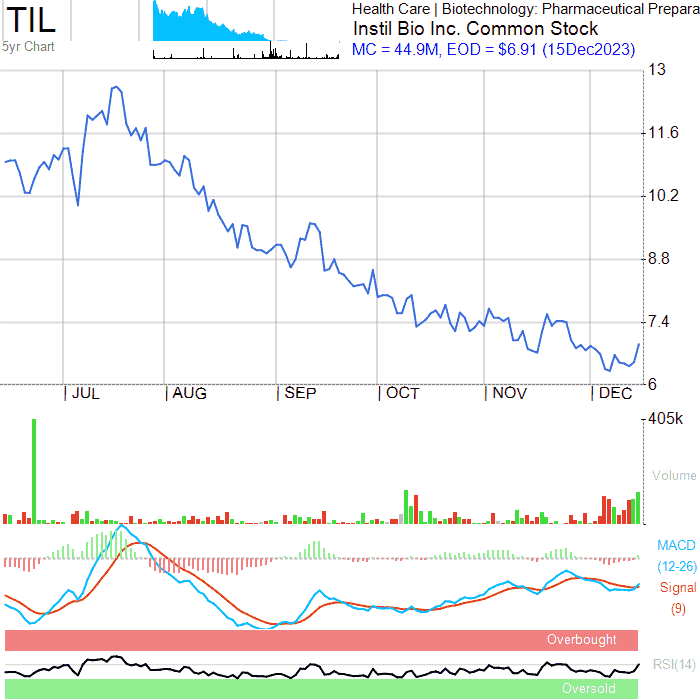 TIL
5yr Chart
Health Care | Biotechnology: Pharmaceutical Prepara
Instil Bio Inc. Common Stock
MC = 44.9M, EOD = $6.91 (15Dec2023)
13
11.6
10.2
8.8
7.4
6
| JUL | AUG | SEP | OCT | NOV | DEC
405k
Volume
MACD
(12-26)
Signal
(9)
Overbought
RSI(14)
Oversold